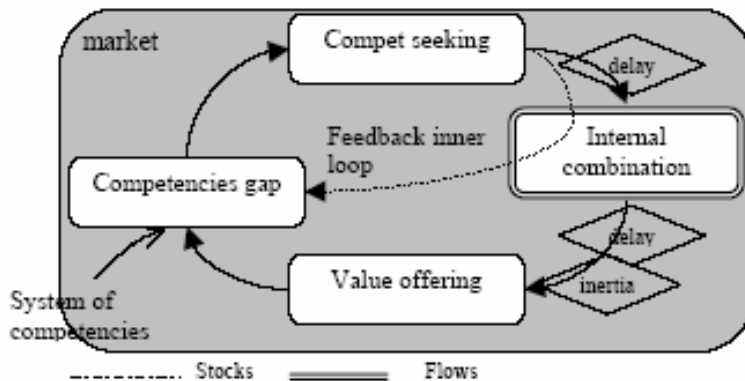 market
Compet seeking
delay
Feedback inner
loop
Internal
combination
Competencies gap
delay
Value offering
inertia
System of
competencies
Stocks
Flows